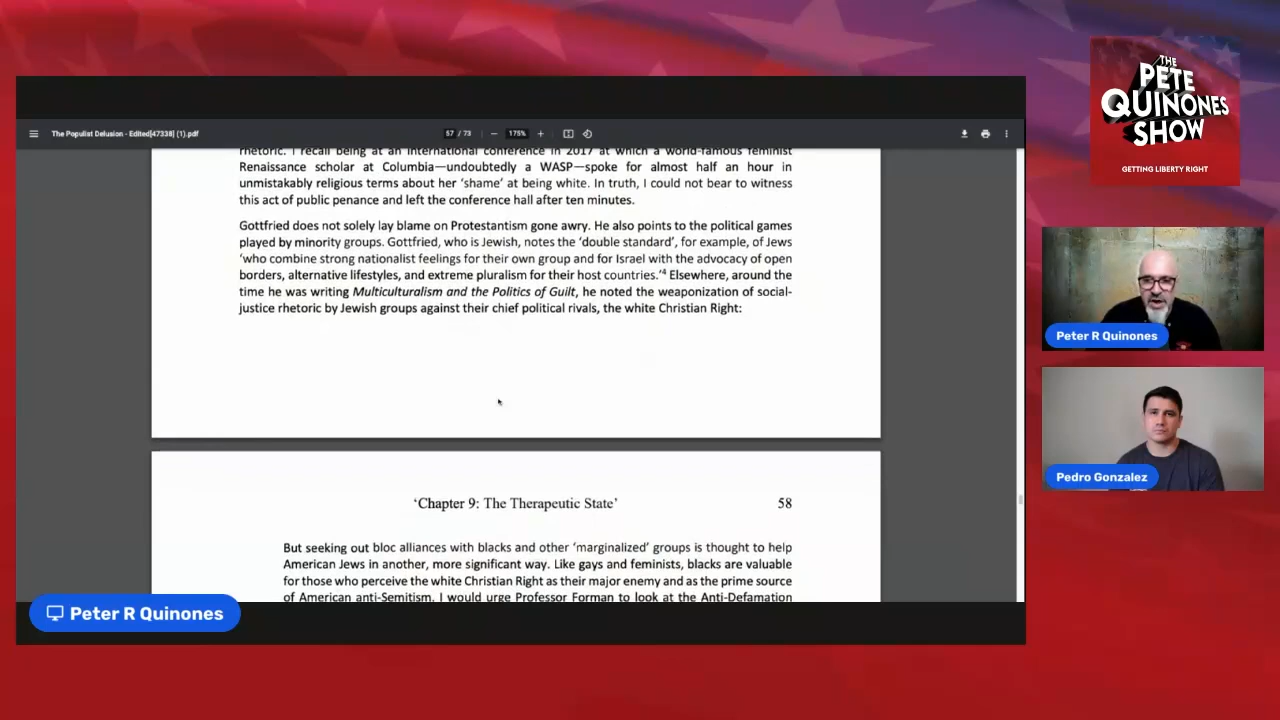 The Populist Delusion - Edited[47338] (1).pdf
57 / 73
175%
rhetoric. I recall being at an international conference in 2017 at which a world-famous feminist
Renaissance scholar at Columbia—undoubtedly a WASP—spoke for almost half an hour in
unmistakably religious terms about her ‘shame’ at being white. In truth, I could not bear to witness
this act of public penance and left the conference hall after ten minutes.
Gottfried does not solely lay blame on Protestantism gone awry. He also points to the political games
played by minority groups. Gottfried, who is Jewish, notes the ‘double standard’, for example, of Jews
‘who combine strong nationalist feelings for their own group and for Israel with the advocacy of open
borders, alternative lifestyles, and extreme pluralism for their host countries.’4 Elsewhere, around the
time he was writing Multiculturalism and the Politics of Guilt, he noted the weaponization of social-
justice rhetoric by Jewish groups against their chief political rivals, the white Christian Right:
‘Chapter 9: The Therapeutic State’ 58
But seeking out bloc alliances with blacks and other ‘marginalized’ groups is thought to help
American Jews in another, more significant way. Like gays and feminists, blacks are valuable
for those who perceive the white Christian Right as their major enemy and as the prime source
of American anti-Semitism. I would urge Professor Forman to look at the Anti-Defamation
Peter R Quinones
THE
PETE
QUINONES
SHOW
GETTING LIBERTY RIGHT
Peter R Quinones
Pedro Gonzalez